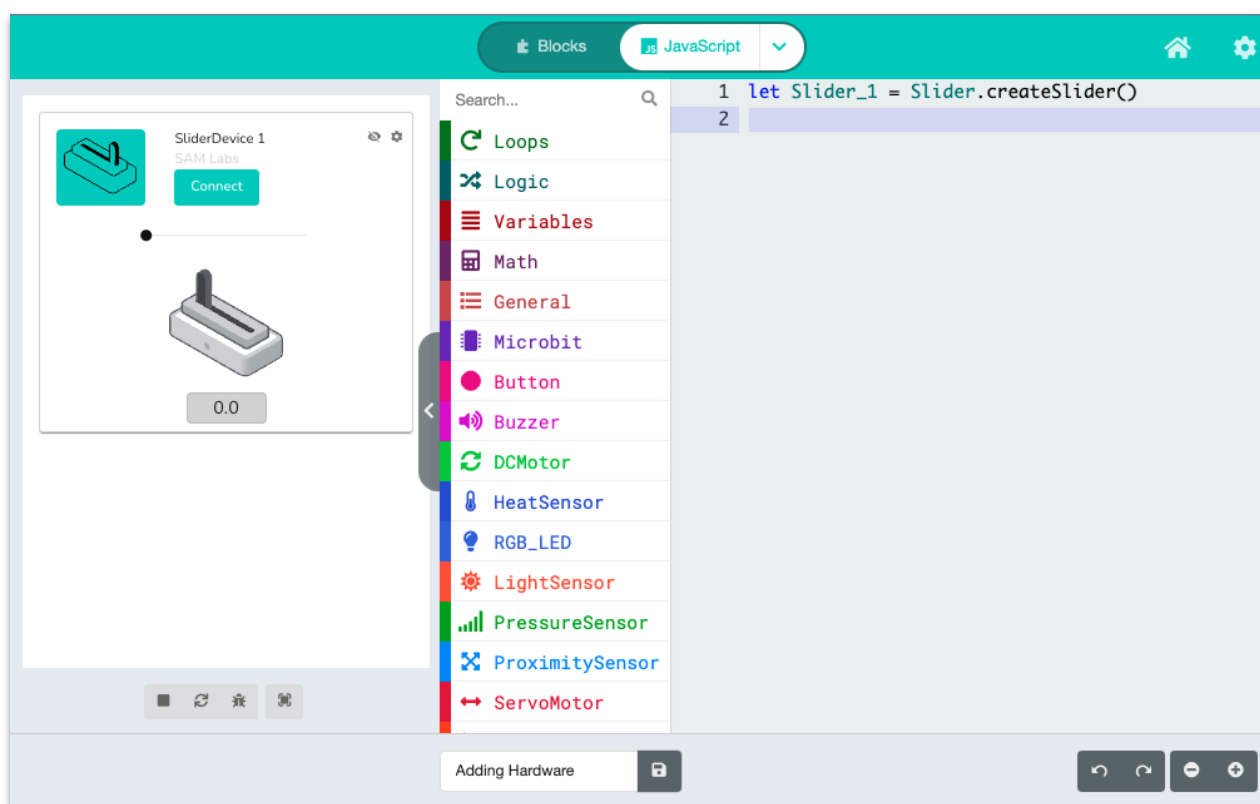 Blocks
JS JavaScript
SliderDevice 1
SAM Labs
Connect
0.0
Search...
Loops
Logic
Variables
Math
General
Microbit
Button
Buzzer
DCMotor
HeatSensor
RGB_LED
LightSensor
PressureSensor
ProximitySensor
ServoMotor
1 let Slider_1 = Slider.createSlider()
2
Adding Hardware